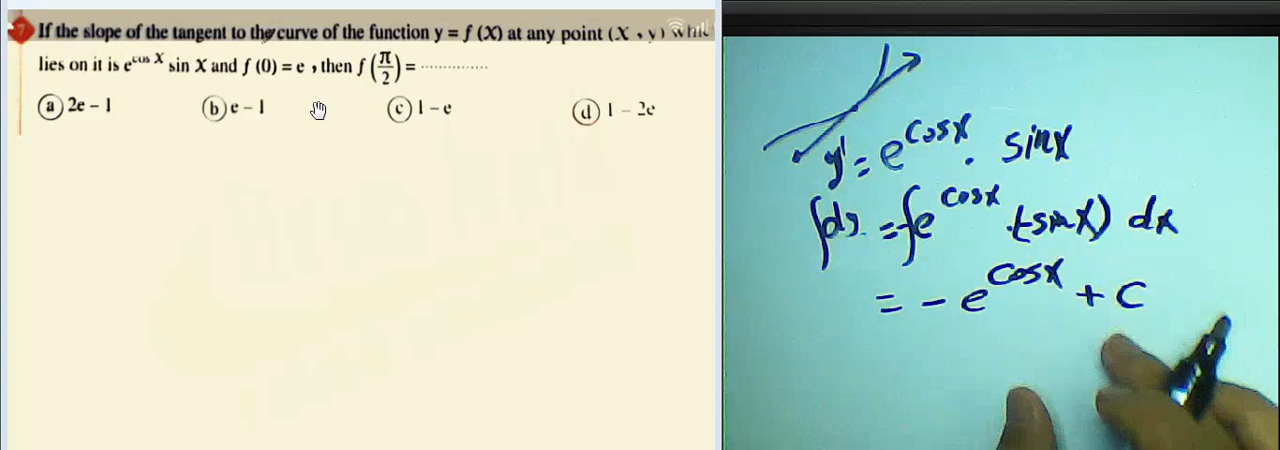 7 If the slope of the tangent to the curve of the function y = f (X) at any point (X , y) whic
lies on it is e^cos X sin X and f (0) = e , then f (π/2) = ...............
(a) 2e – 1 (b) e – 1 (c) 1 – e (d) 1 – 2e
y' = e^cosx . sinx
∫dy = -∫e^cosx .(-sinx) dx
= - e^cosx + C